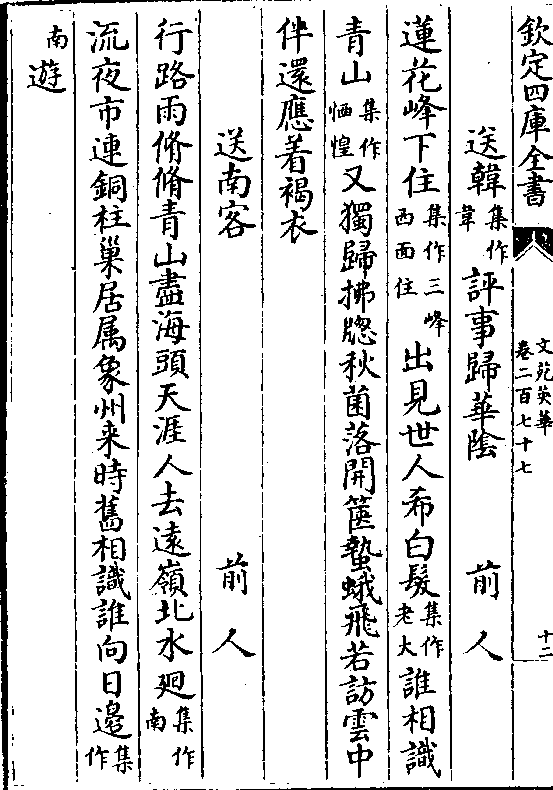 欽定四庫全書
文苑英華
卷二百七十七
十二
送韓集作韋評事歸華陰 前人
蓮花峰下住集作三峰西面住出見世人希白髮集作老大誰相識
青山集作恓惶又獨歸拂牕秋菌落開篋蟄蛾飛若訪雲中
伴還應着褐衣
送南客 前人
行路雨脩脩青山盡海頭天涯人去遠嶺北水廻集作南
流夜市連銅柱巢居属象州来時舊相識誰向日邊集作
南遊